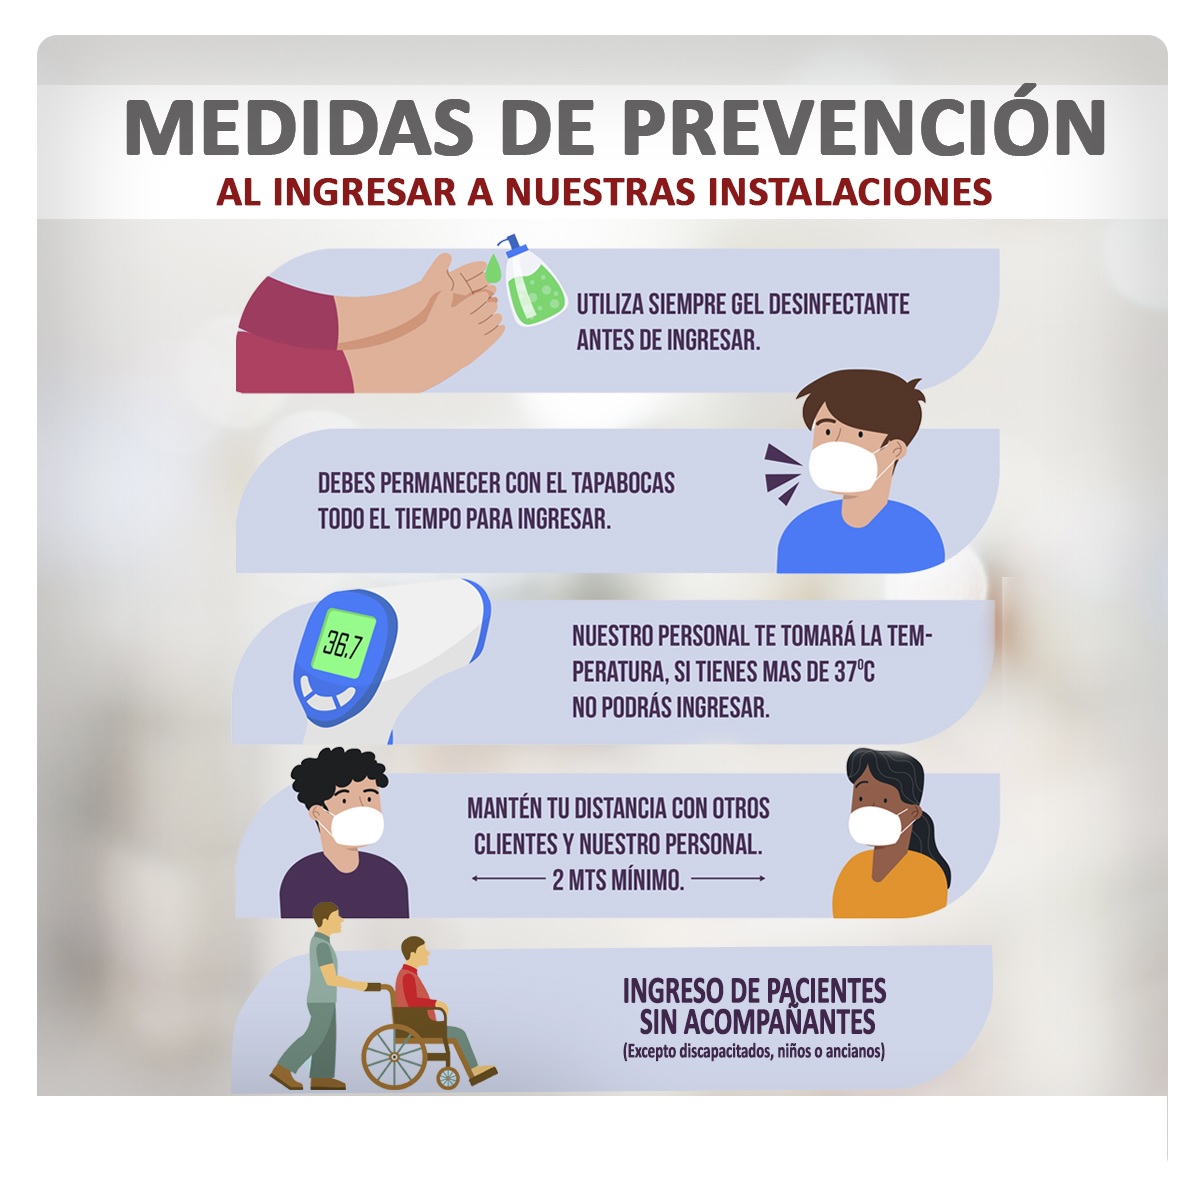 MEDIDAS DE PREVENCIÓN
AL INGRESAR A NUESTRAS INSTALACIONES
UTILIZA SIEMPRE GEL DESINFECTANTE
ANTES DE INGRESAR.
DEBES PERMANECER CON EL TAPABOCAS
TODO EL TIEMPO PARA INGRESAR.
36.7
NUESTRO PERSONAL TE TOMARÁ LA TEM-
PERATURA, SI TIENES MAS DE 37ºC
NO PODRÁS INGRESAR.
MANTÉN TU DISTANCIA CON OTROS
CLIENTES Y NUESTRO PERSONAL.
2 MTS MÍNIMO.
INGRESO DE PACIENTES
SIN ACOMPAÑANTES
(Excepto discapacitados, niños o ancianos)